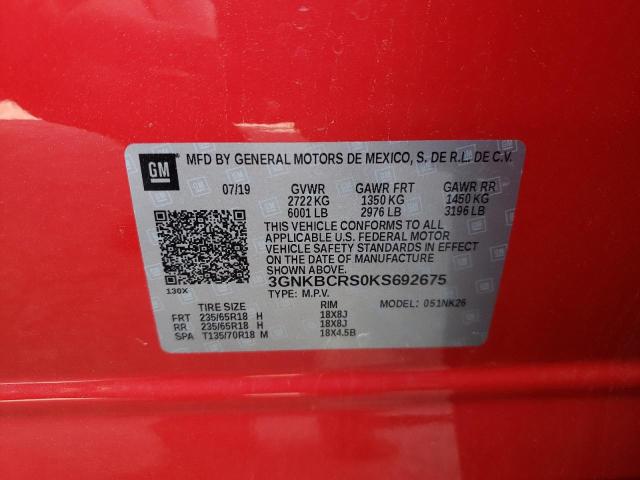 GM MFD BY GENERAL MOTORS DE MEXICO, S. DE R.L. DE C.V.
07/19 GVWR GAWR FRT GAWR RR
2722 KG 1350 KG 1450 KG
6001 LB 2976 LB 3196 LB
THIS VEHICLE CONFORMS TO ALL
APPLICABLE U.S. FEDERAL MOTOR
VEHICLE SAFETY STANDARDS IN
EFFECT ON THE DATE OF
MANUFACTURE SHOWN ABOVE.
3GNKBCRS0KS692675
130X TYPE: M.P.V. MODEL: 051NK26
TIRE SIZE RIM
FRT 235/65R18 H 18X8J
RR 235/65R18 H 18X8J
SPA T135/70R18 M 18X4.5B